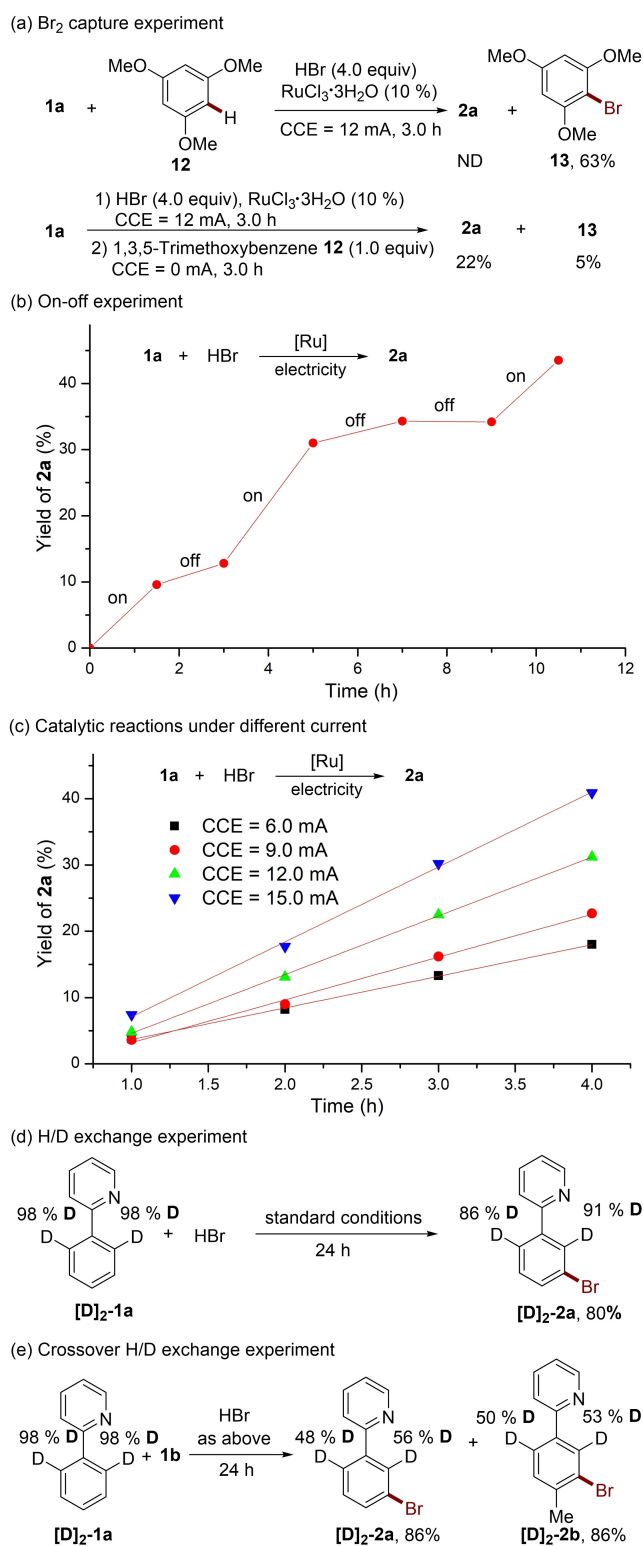 (a) Br₂ capture experiment
1a + MeO OMe H OMe 12
HBr (4.0 equiv)
RuCl₃·3H₂O (10 %)
CCE = 12 mA, 3.0 h
2a + MeO OMe Br OMe
ND 13, 63%
1a
1) HBr (4.0 equiv), RuCl₃·3H₂O (10 %)
CCE = 12 mA, 3.0 h
2) 1,3,5-Trimethoxybenzene 12 (1.0 equiv)
CCE = 0 mA, 3.0 h
2a + 13
22% 5%
(b) On-off experiment
1a + HBr [Ru] electricity 2a
Yield of 2a (%)
40
30
20
10
0
on off on off off on
0 2 4 6 8 10 12
Time (h)
(c) Catalytic reactions under different current
1a + HBr [Ru] electricity 2a
CCE = 6.0 mA
CCE = 9.0 mA
CCE = 12.0 mA
CCE = 15.0 mA
Yield of 2a (%)
40
30
20
10
0
1.0 1.5 2.0 2.5 3.0 3.5 4.0
Time (h)
(d) H/D exchange experiment
N
98 % D 98 % D
D D + HBr
[D]₂-1a
standard conditions
24 h
N
86 % D 91 % D
D D
Br
[D]₂-2a, 80%
(e) Crossover H/D exchange experiment
N
98 % D 98 % D
D D + 1b
[D]₂-1a
HBr
as above
24 h
N
48 % D 56 % D
D D
Br
[D]₂-2a, 86%
+
N
50 % D 53 % D
D D
Br
Me
[D]₂-2b, 86%